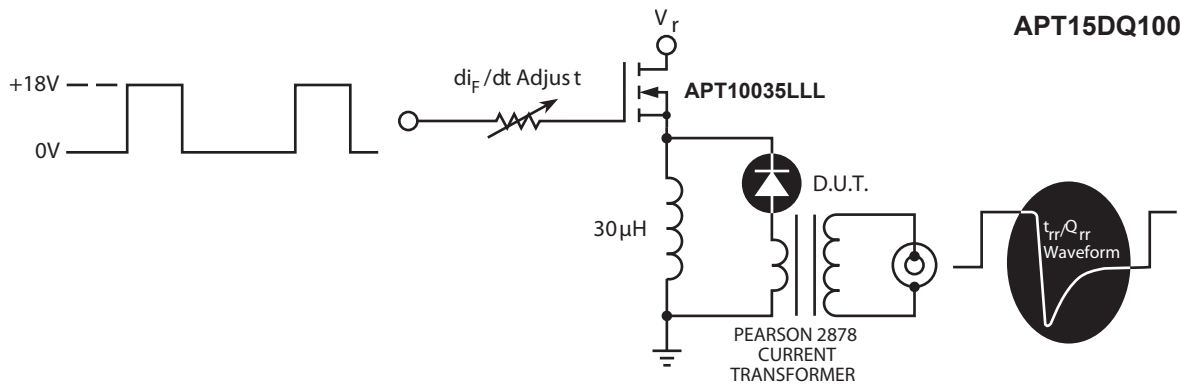 V r
APT15DQ100
+18V
di F /dt Adjust
APT10035LLL
0V
D.U.T.
30µH
t rr /Q rr
Waveform
PEARSON 2878
CURRENT
TRANSFORMER